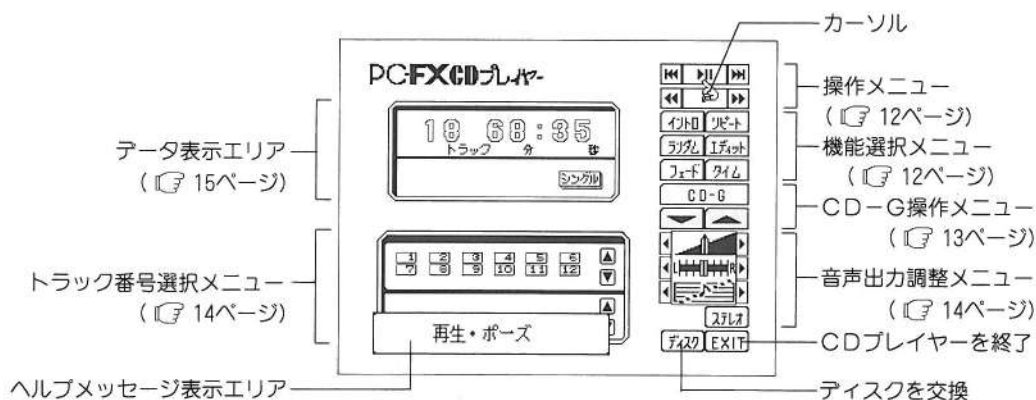 カーソル
操作メニュー
(☞ 12ページ)
機能選択メニュー
(☞ 12ページ)
CD-G操作メニュー
(☞ 13ページ)
音声出力調整メニュー
(☞ 14ページ)
CDプレイヤーを終了
ディスクを交換
データ表示エリア
(☞ 15ページ)
トラック番号選択メニュー
(☞ 14ページ)
ヘルプメッセージ表示エリア
PC-FX CDプレイヤー
18 68:35
トラック 分 秒
シングル
1 2 3 4 5 6
7 8 9 10 11 12
再生・ポーズ
イントロ リピート
ランダム エディット
フェード タイム
CD-G
L R
ステレオ
ディスク EXIT